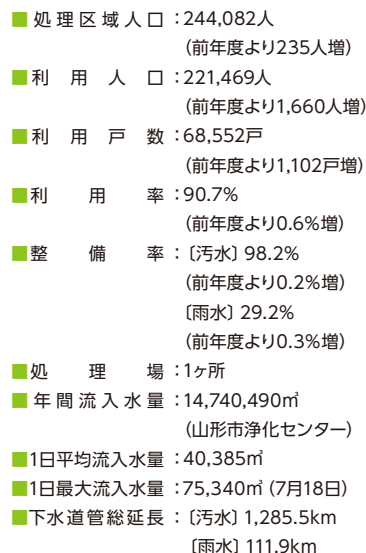 ■処理区域人口：244,082人
（前年度より235人増）
■利用人口：221,469人
（前年度より1,660人増）
■利用戸数：68,552戸
（前年度より1,102戸増）
■利用率：90.7%
（前年度より0.6%増）
■整備率：〔汚水〕98.2%
（前年度より0.2%増）
〔雨水〕29.2%
（前年度より0.3%増）
■処理場：1ヶ所
■年間流入水量：14,740,490㎥
（山形市浄化センター）
■1日平均流入水量：40,385㎥
■1日最大流入水量：75,340㎥（7月18日）
■下水道管総延長：〔汚水〕1,285.5km
〔雨水〕111.9km